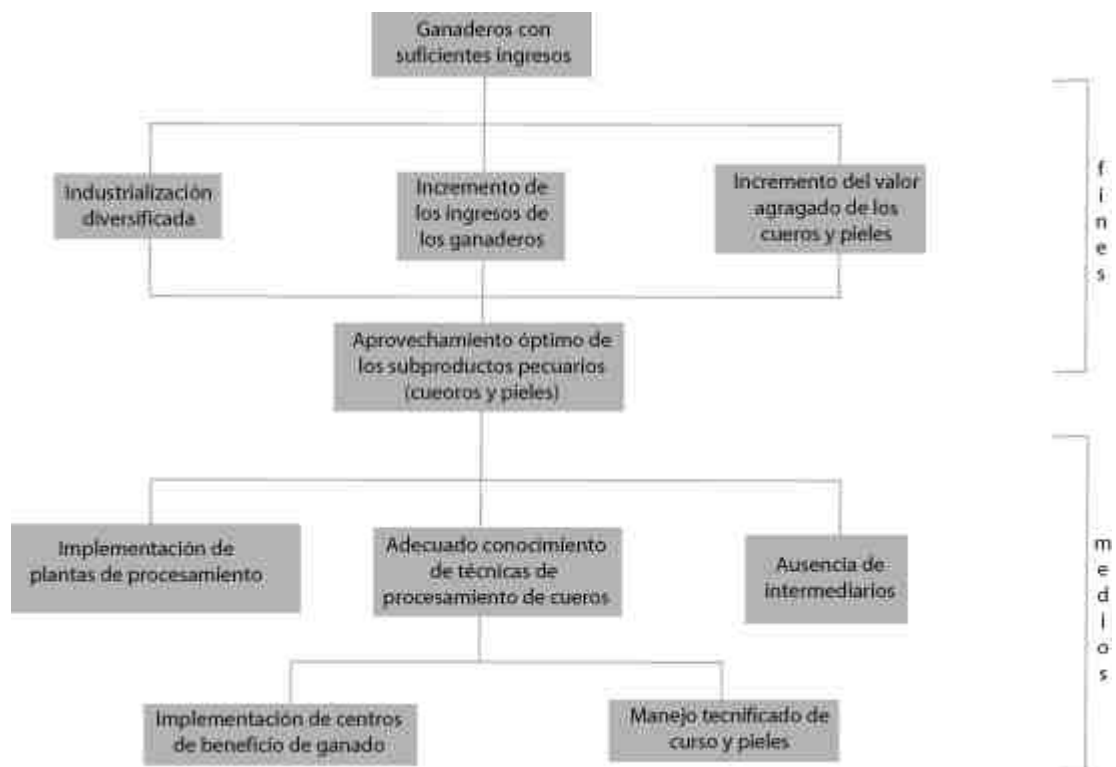 Ganaderos con
suficientes ingresos
Industrialización
diversificada
Incremento de
los ingresos de
los ganaderos
Incremento del valor
agragado de los
cueros y pieles
fines
Aprovechamiento óptimo de
los subproductos pecuarios
(cueoros y pieles)
Implementación de
plantas de procesamiento
Adecuado conocimiento
de técnicas de
procesamiento de cueros
Ausencia de
intermediarios
medios
Implementación de centros
de beneficio de ganado
Manejo tecnificado de
curso y pieles